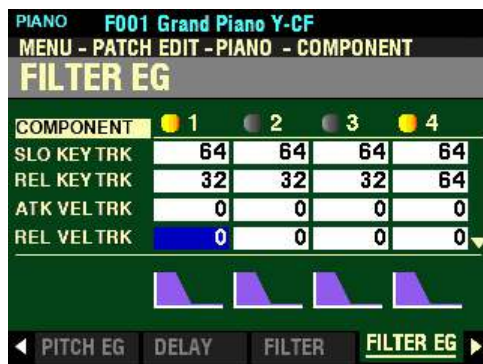 PIANO F001 Grand Piano Y-CF
MENU - PATCH EDIT - PIANO - COMPONENT
FILTER EG
COMPONENT 1 2 3 4
SLO KEY TRK 64 64 64 64
REL KEY TRK 32 32 32 64
ATK VEL TRK 0 0 0 0
REL VEL TRK 0 0 0 0
PITCH EG DELAY FILTER FILTER EG